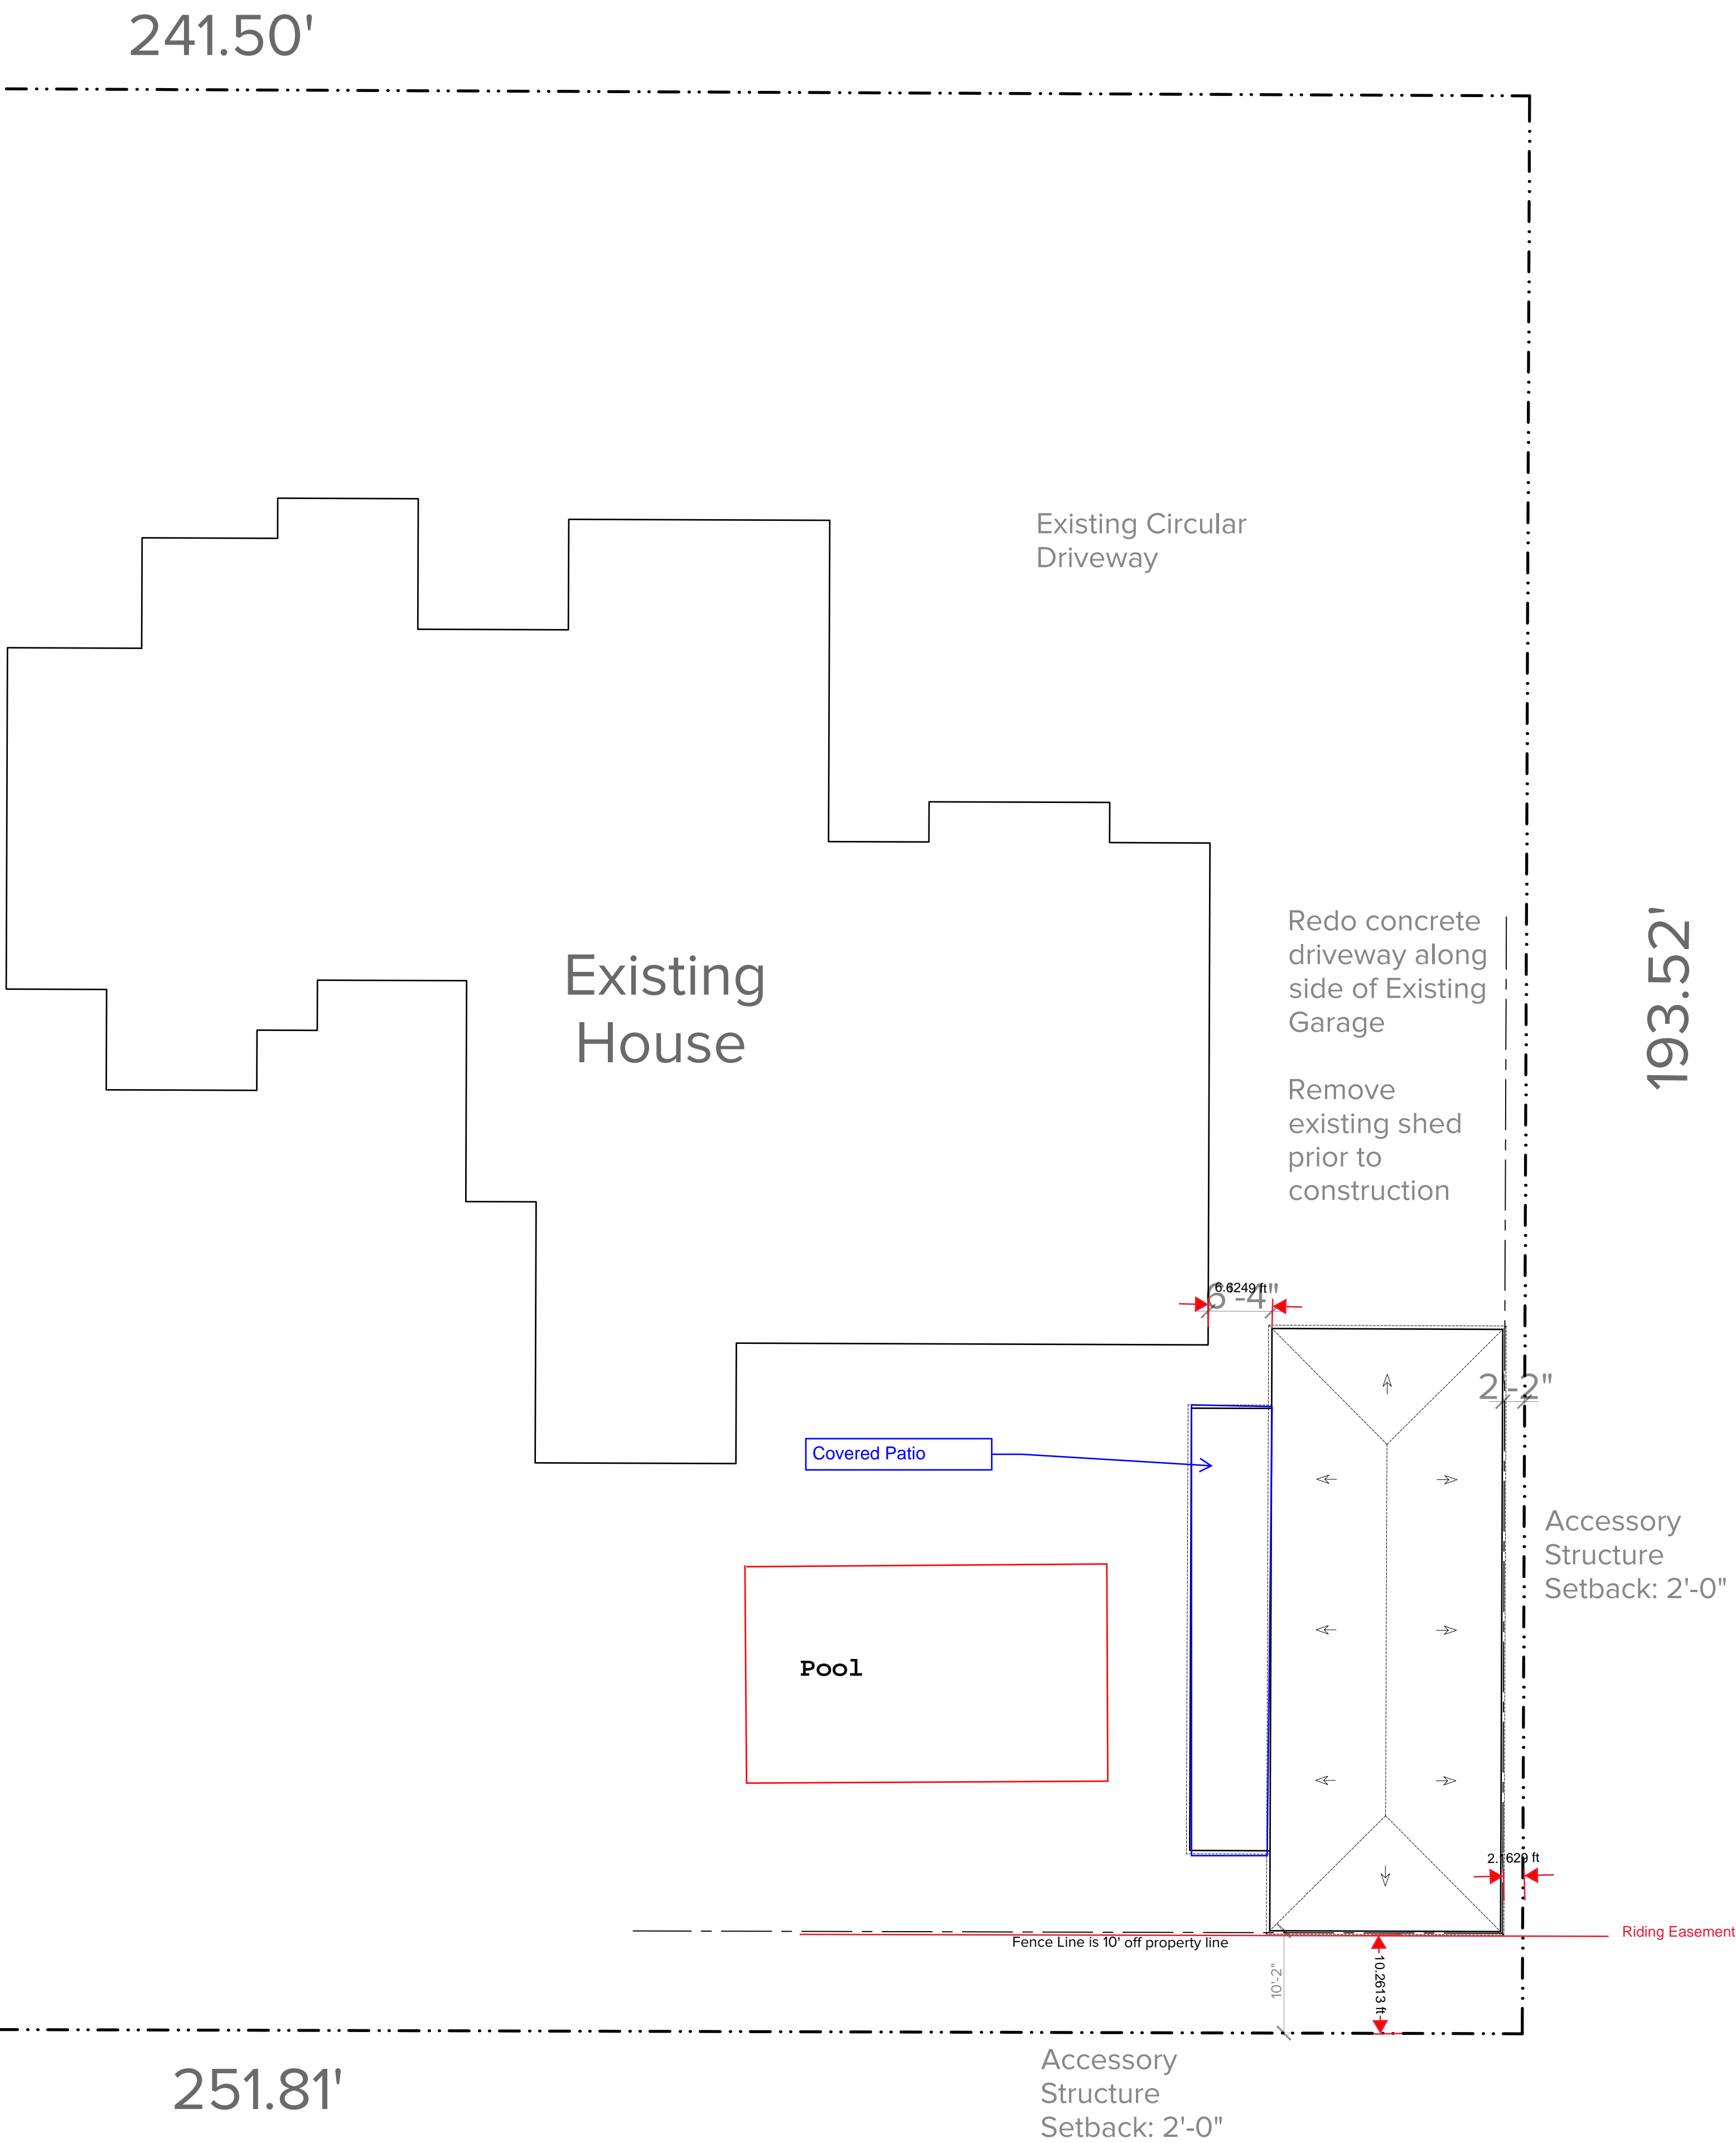 241.50'
Existing Circular
Driveway
Redo concrete
driveway along
side of Existing
Garage
193.52'
Existing
House
Remove
existing shed
prior to
construction
6.6249 ft
6'-4"
2'-2"
Covered Patio
Accessory
Structure
Setback: 2'-0"
Pool
2.1629 ft
Riding Easement
Fence Line is 10' off property line
10'-2"
10.2613 ft
Accessory
Structure
Setback: 2'-0"
251.81'